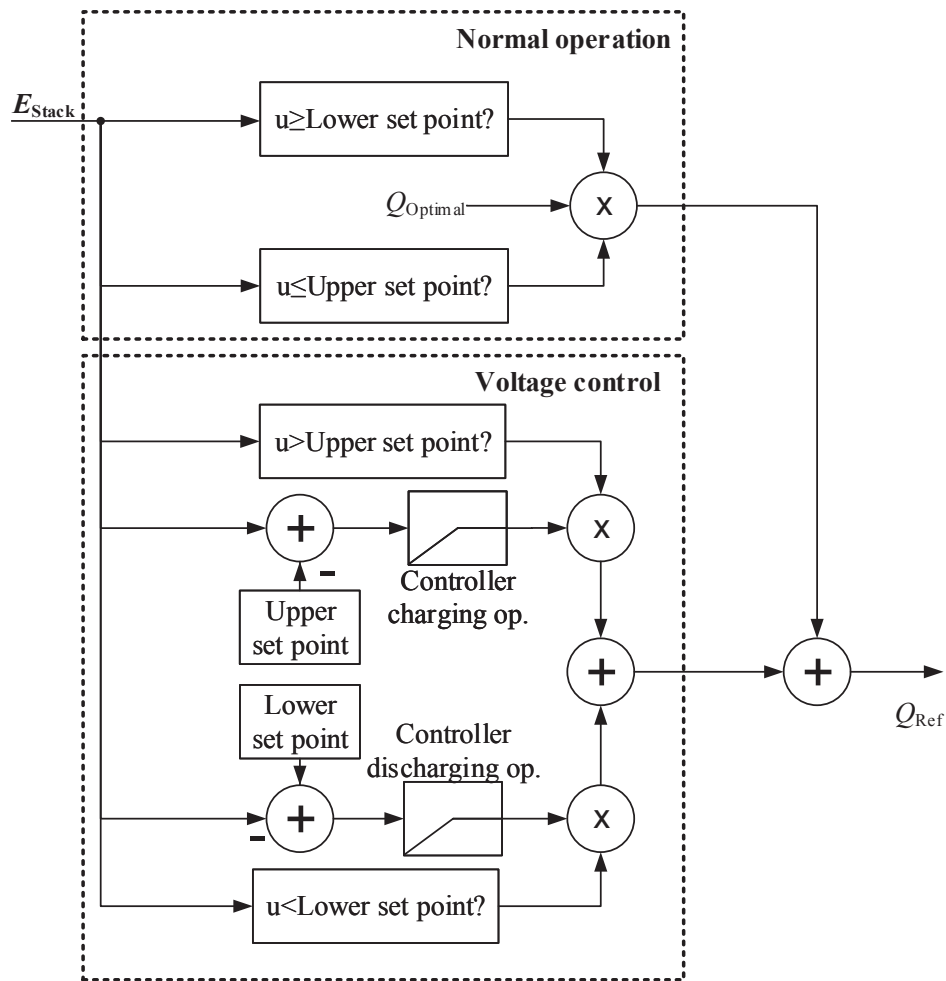 Normal operation
E_Stack
u≥Lower set point?
x
Q_Optimal
u≤Upper set point?
Voltage control
u>Upper set point?
+
x
-
Controller
charging op.
Upper
set point
+
+
Q_Ref
Lower
set point
Controller
discharging op.
+
x
-
u<Lower set point?